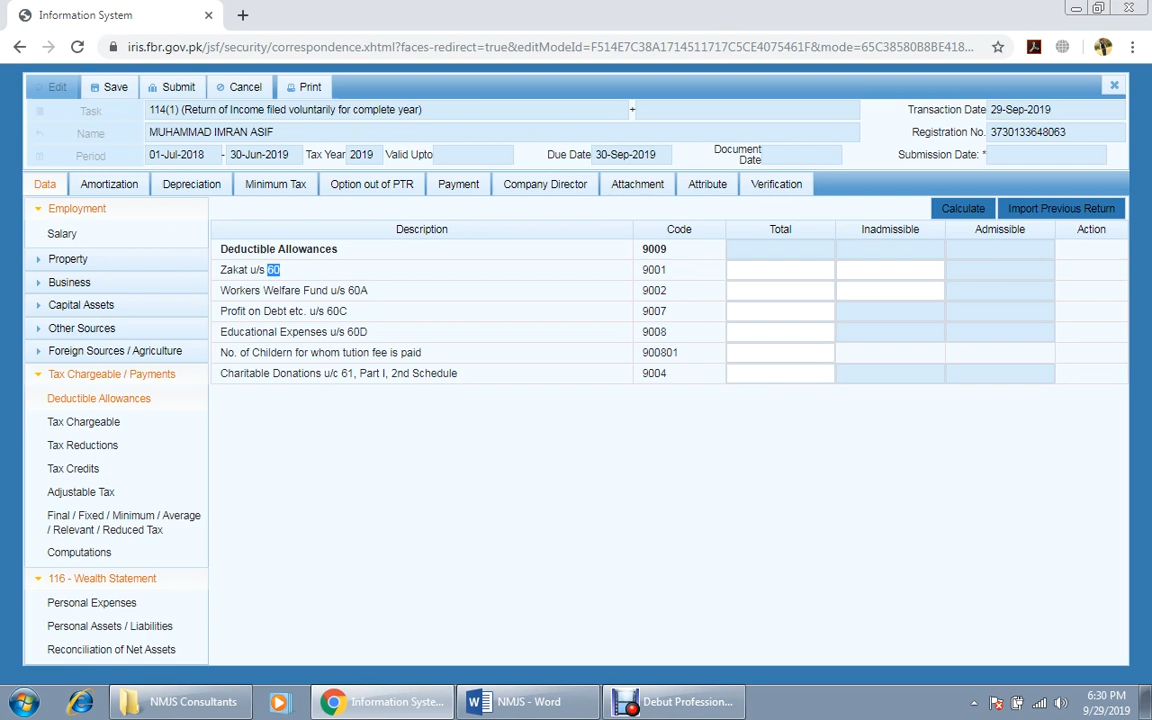 Information System
iris.fbr.gov.pk/jsf/security/correspondence.xhtml?faces-redirect=true&editModeId=F514E7C38A1714511717C5CE4075461F&mode=65C38580B8BE418...
Edit Save Submit Cancel Print
Task 114(1) (Return of Income filed voluntarily for complete year) + Transaction Date 29-Sep-2019
Name MUHAMMAD IMRAN ASIF Registration No. 3730133648063
Period 01-Jul-2018 - 30-Jun-2019 Tax Year 2019 Valid Upto Due Date 30-Sep-2019 Document Date Submission Date: *
Data Amortization Depreciation Minimum Tax Option out of PTR Payment Company Director Attachment Attribute Verification
Employment
Salary
Property
Business
Capital Assets
Other Sources
Foreign Sources / Agriculture
Tax Chargeable / Payments
Deductible Allowances
Tax Chargeable
Tax Reductions
Tax Credits
Adjustable Tax
Final / Fixed / Minimum / Average
/ Relevant / Reduced Tax
Computations
116 - Wealth Statement
Personal Expenses
Personal Assets / Liabilities
Reconciliation of Net Assets
Calculate Import Previous Return
Description Code Total Inadmissible Admissible Action
Deductible Allowances 9009
Zakat u/s 60 9001
Workers Welfare Fund u/s 60A 9002
Profit on Debt etc. u/s 60C 9007
Educational Expenses u/s 60D 9008
No. of Childern for whom tution fee is paid 900801
Charitable Donations u/c 61, Part I, 2nd Schedule 9004
NMJS Consultants Information Syste... NMJS - Word Debut Profession... 6:30 PM
9/29/2019